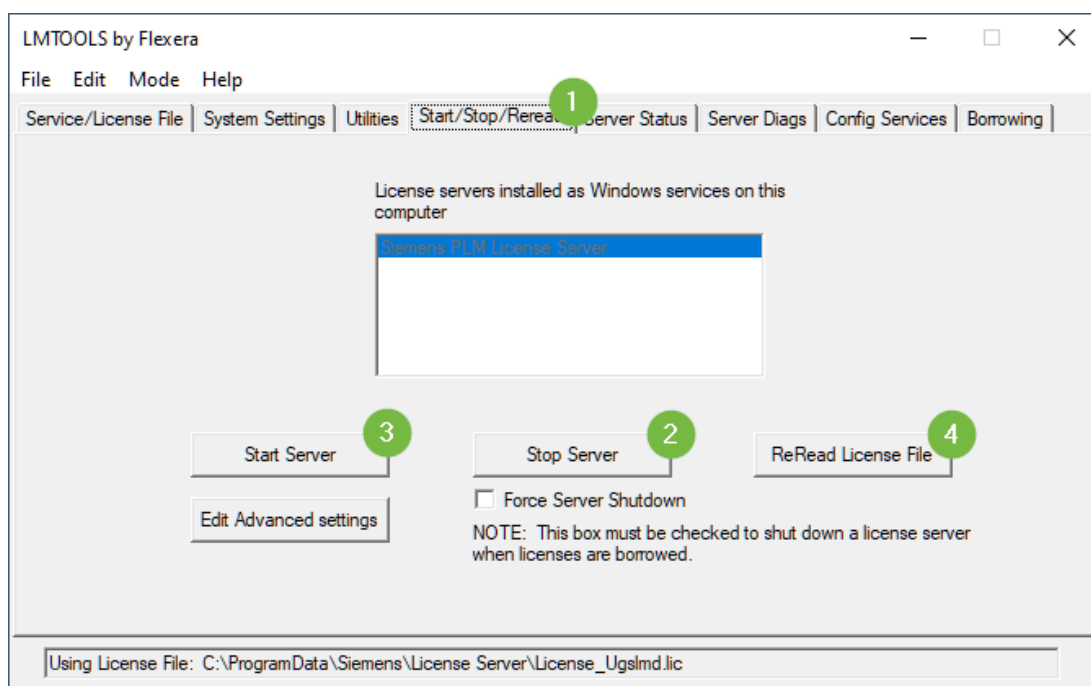 LMTOOLS by Flexera
File Edit Mode Help
1
Service/License File System Settings Utilities Start/Stop/Reread Server Status Server Diags Config Services Borrowing
License servers installed as Windows services on this
computer
Siemens PLM License Server
3 2 4
Start Server Stop Server ReRead License File
Force Server Shutdown
Edit Advanced settings
NOTE: This box must be checked to shut down a license server
when licenses are borrowed.
Using License File: C:\ProgramData\Siemens\License Server\License_Ugslmd.lic